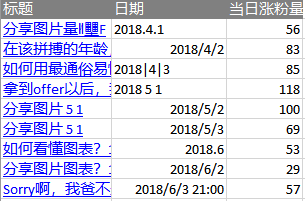 标题 日期 当日涨粉量
分享图片量 2018.4.1 56
在该拼搏的年龄, 2018/4/2 83
如何用最通俗易 2018|4|3 85
拿到offer以后, 2018 5 1 118
分享图片 5 1 2018/5/2 100
分享图片 5 1 2018/5/3 69
如何看懂图表? 2018.6 53
分享图片图表? 2018/6/2 29
Sorry啊，我爸不 2018/6/3 21:00 57